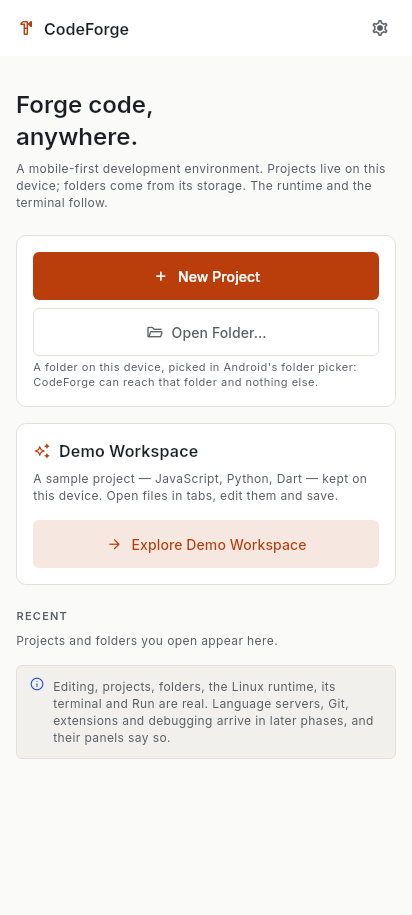 CodeForge
Forge code,
anywhere.
A mobile-first development environment. Projects live on this
device; folders come from its storage. The runtime and the
terminal follow.
New Project
Open Folder...
A folder on this device, picked in Android's folder picker:
CodeForge can reach that folder and nothing else.
Demo Workspace
A sample project — JavaScript, Python, Dart — kept on
this device. Open files in tabs, edit them and save.
Explore Demo Workspace
RECENT
Projects and folders you open appear here.
Editing, projects, folders, the Linux runtime, its
terminal and Run are real. Language servers, Git,
extensions and debugging arrive in later phases, and
their panels say so.